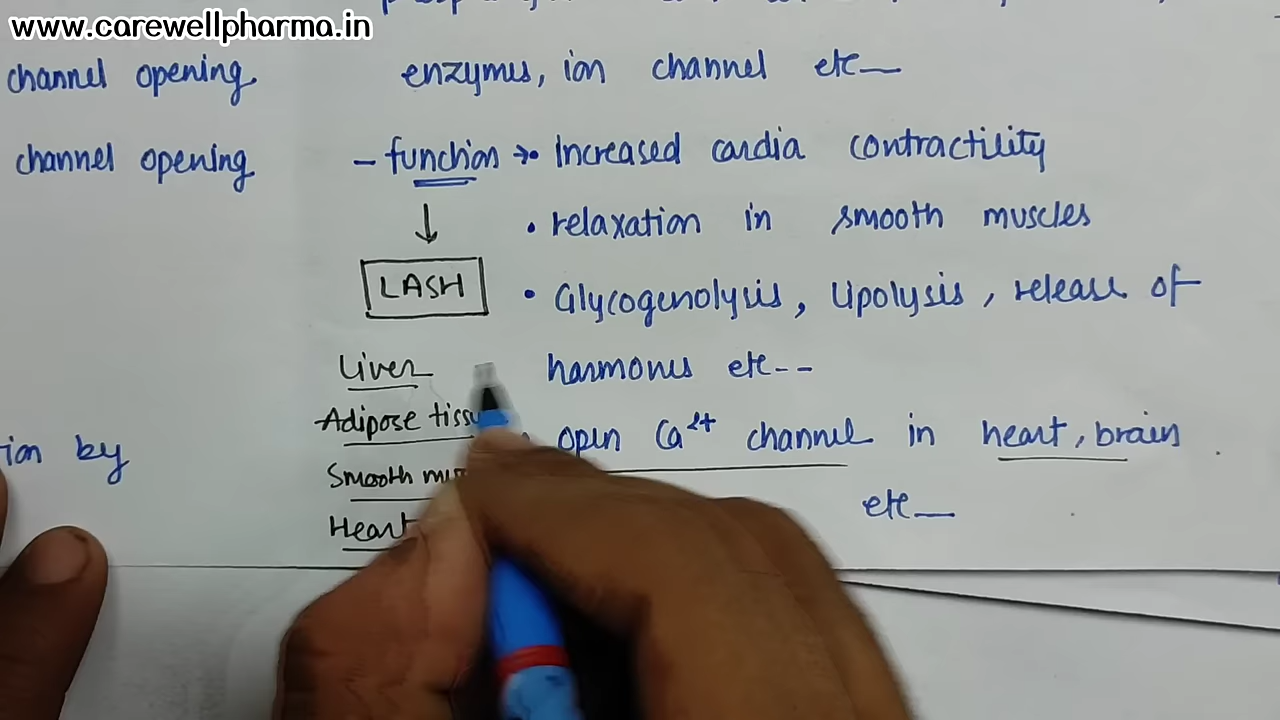 www.carewellpharma.in
channel opening
channel opening
ion by
enzymes, ion channel etc—
- function → • Increased cardia contractility
• relaxation in smooth muscles
LASH
• Glycogenolysis, Lipolysis, release of
harmones etc--
open Ca2+ channel in heart, brain
etc—
Liver
Adipose
Smooth
Heart